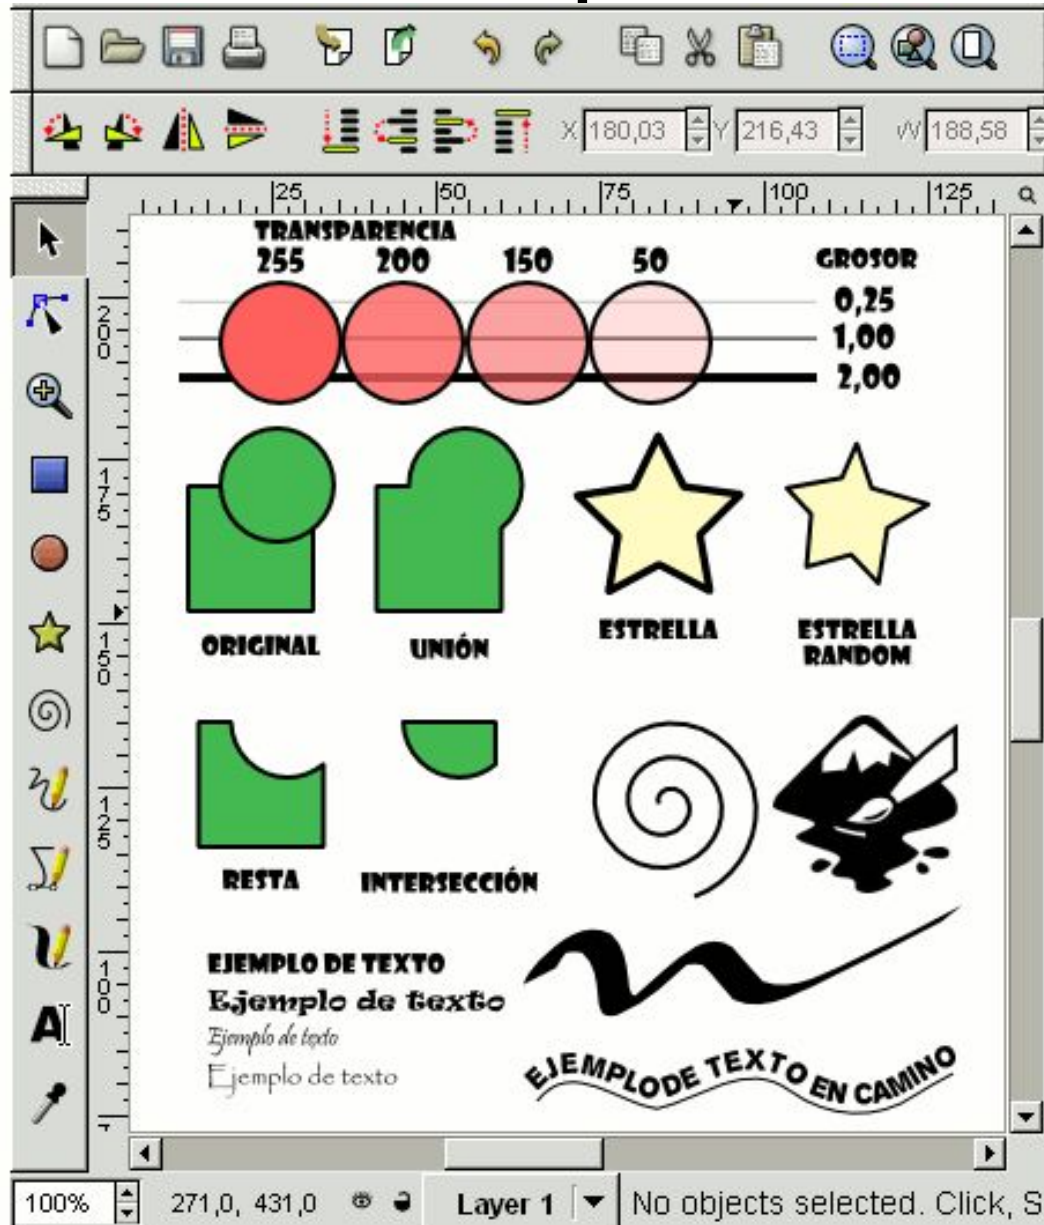 X 180,03 Y 216,43 W 188,58
25 50 75 100 125
TRANSPARENCIA
255 200 150 50 GROSOR
0,25
1,00
2,00
200
175
150
125
100
ORIGINAL UNIÓN ESTRELLA ESTRELLA
RANDOM
RESTA INTERSECCIÓN
EJEMPLO DE TEXTO
Ejemplo de texto
Ejemplo de texto
Ejemplo de texto
EJEMPLODE TEXTO EN CAMINO
A
100% 271,0, 431,0 Layer 1 No objects selected. Click, S